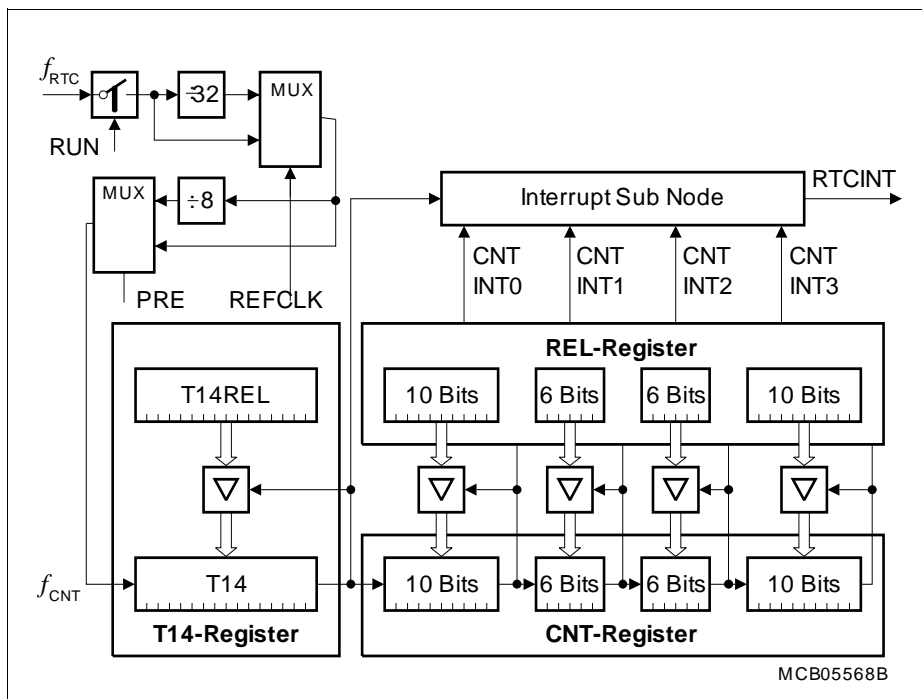 fRTC
÷32
MUX
RUN
MUX
÷8
Interrupt Sub Node
RTCINT
CNT INT0
CNT INT1
CNT INT2
CNT INT3
PRE
REFCLK
REL-Register
T14REL
10 Bits
6 Bits
6 Bits
10 Bits
fCNT
T14
10 Bits
6 Bits
6 Bits
10 Bits
T14-Register
CNT-Register
MCB05568B